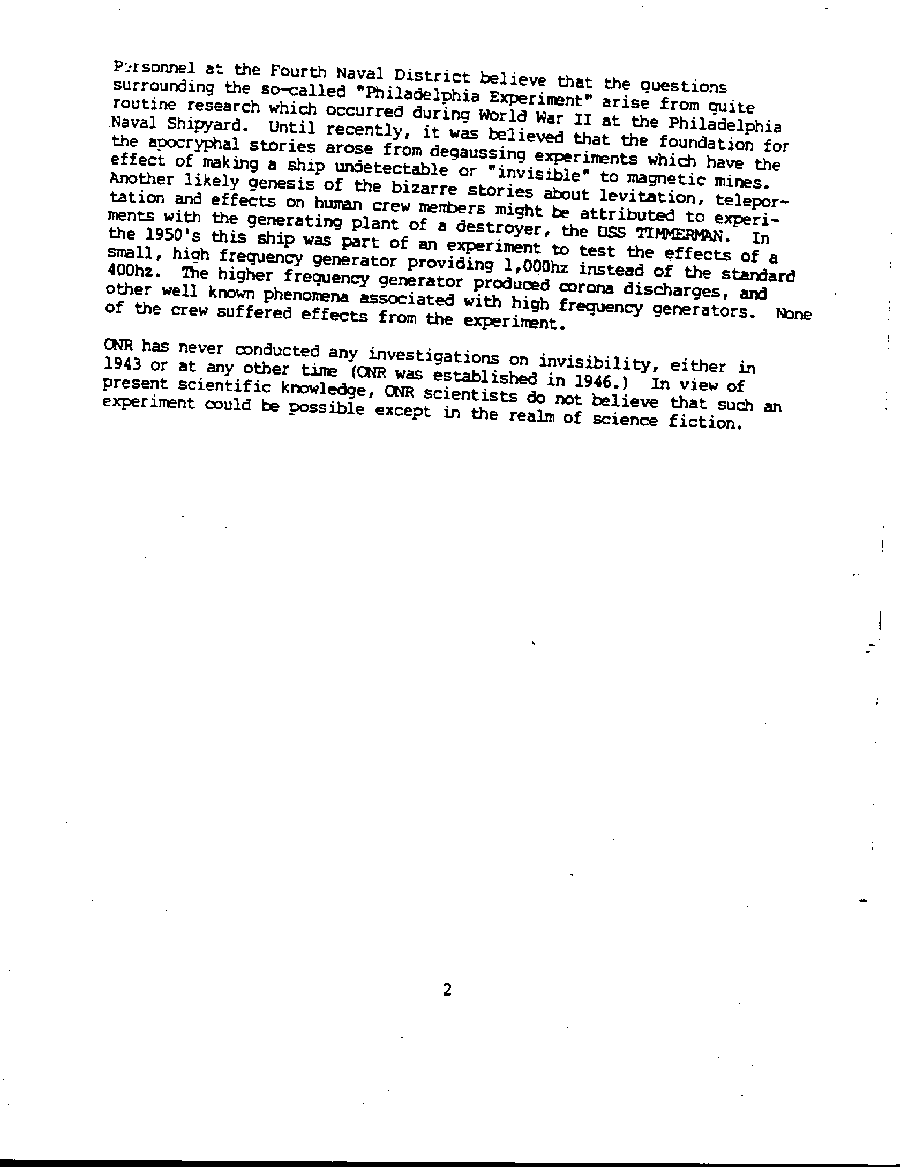 Personnel at the Fourth Naval District believe that the questions
surrounding the so-called "Philadelphia Experiment" arise from quite
routine research which occurred during World War II at the Philadelphia
Naval Shipyard. Until recently, it was believed that the foundation for
the apocryphal stories arose from degaussing experiments which have the
effect of making a ship undetectable or "invisible" to magnetic mines.
Another likely genesis of the bizarre stories about levitation, telepor-
tation and effects on human crew members might be attributed to experi-
ments with the generating plant of a destroyer, the USS TIMMERMAN. In
the 1950's this ship was part of an experiment to test the effects of a
small, high frequency generator providing 1,000hz instead of the standard
400hz. The higher frequency generator produced corona discharges, and
other well known phenomena associated with high frequency generators. None
of the crew suffered effects from the experiment.
ONR has never conducted any investigations on invisibility, either in
1943 or at any other time (ONR was established in 1946.) In view of
present scientific knowledge, ONR scientists do not believe that such an
experiment could be possible except in the realm of science fiction.
2